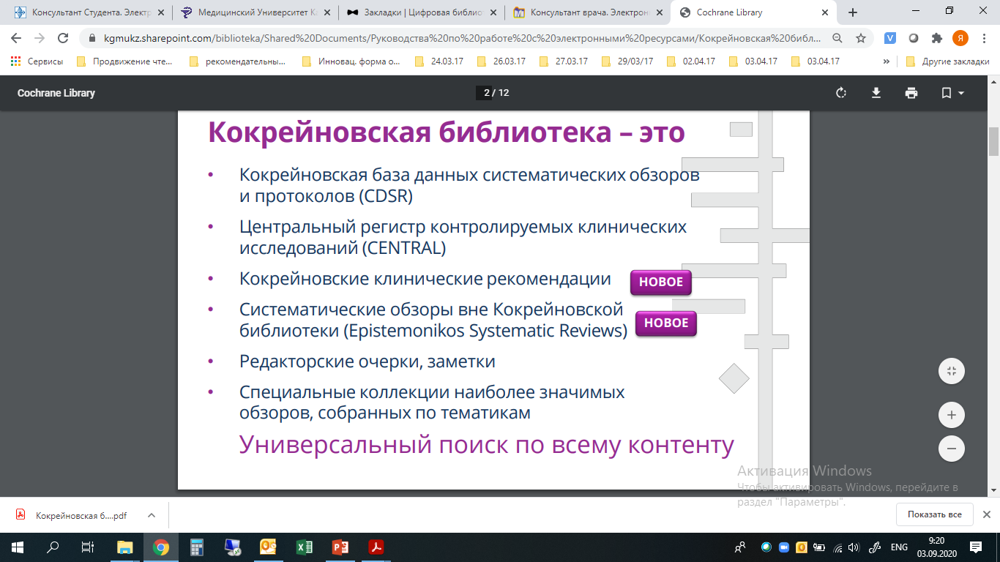 Консультант Студента. Электр
Медицинский Университет Ка
Закладки | Цифровая библиот
Консультант врача. Электронн
Cochrane Library
kgmukz.sharepoint.com/biblioteka/Shared%20Documents/Руководства%20по%20работе%20с%20электронными%20ресурсами/Кокрейновская%20библ...
V
Я
Сервисы
Продвижение чте...
рекомендательны...
Инновац. форма о...
24.03.17
26.03.17
27.03.17
29/03/17
02.04.17
03.04.17
03.04.17
»
Другие закладки
Cochrane Library
2 / 12
Кокрейновская библиотека – это
• Кокрейновская база данных систематических обзоров
и протоколов (CDSR)
• Центральный регистр контролируемых клинических
исследований (CENTRAL)
• Кокрейновские клинические рекомендации
НОВОЕ
• Систематические обзоры вне Кокрейновской
библиотеки (Epistemonikos Systematic Reviews)
НОВОЕ
• Редакторские очерки, заметки
• Специальные коллекции наиболее значимых
обзоров, собранных по тематикам
Универсальный поиск по всему контенту
Активация Windows
Чтобы активировать Windows, перейдите в
раздел "Параметры".
Кокрейновская б....pdf
Показать все
ENG
9:20
03.09.2020